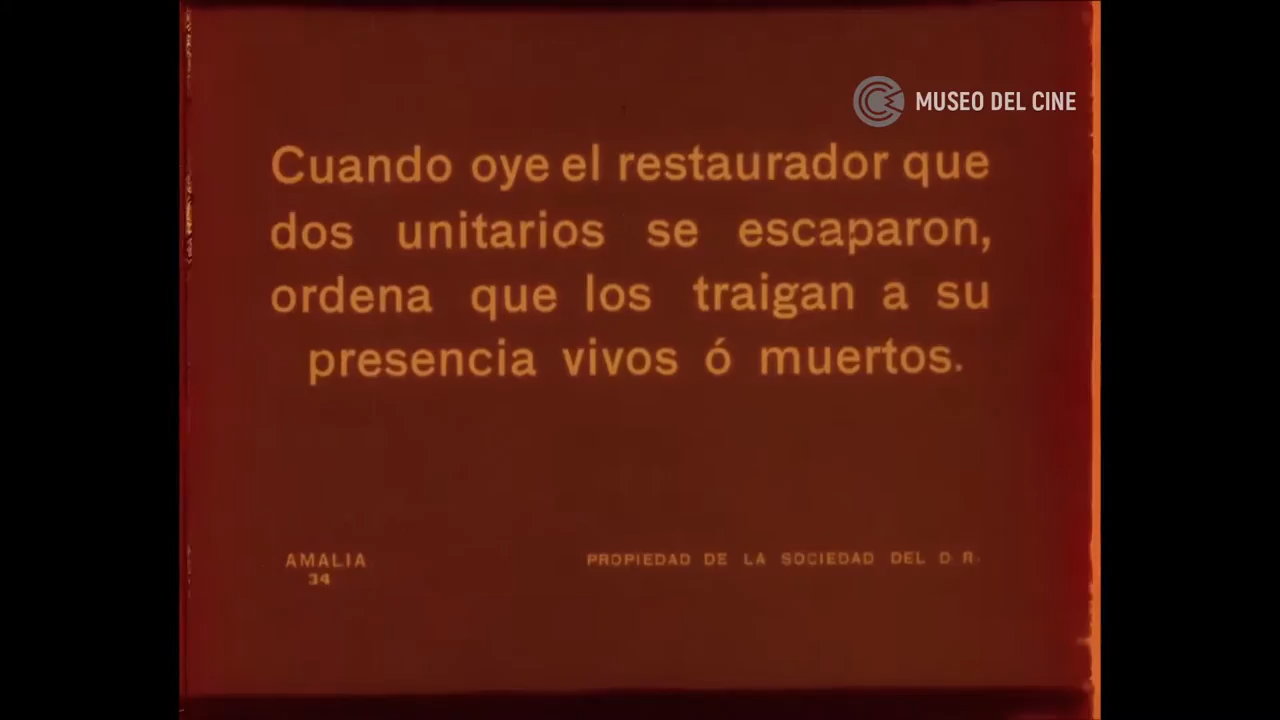 MUSEO DEL CINE
Cuando oye el restaurador que
dos unitarios se escaparon,
ordena que los traigan a su
presencia vivos ó muertos.
AMALIA
34
PROPIEDAD DE LA SOCIEDAD DEL D. R.